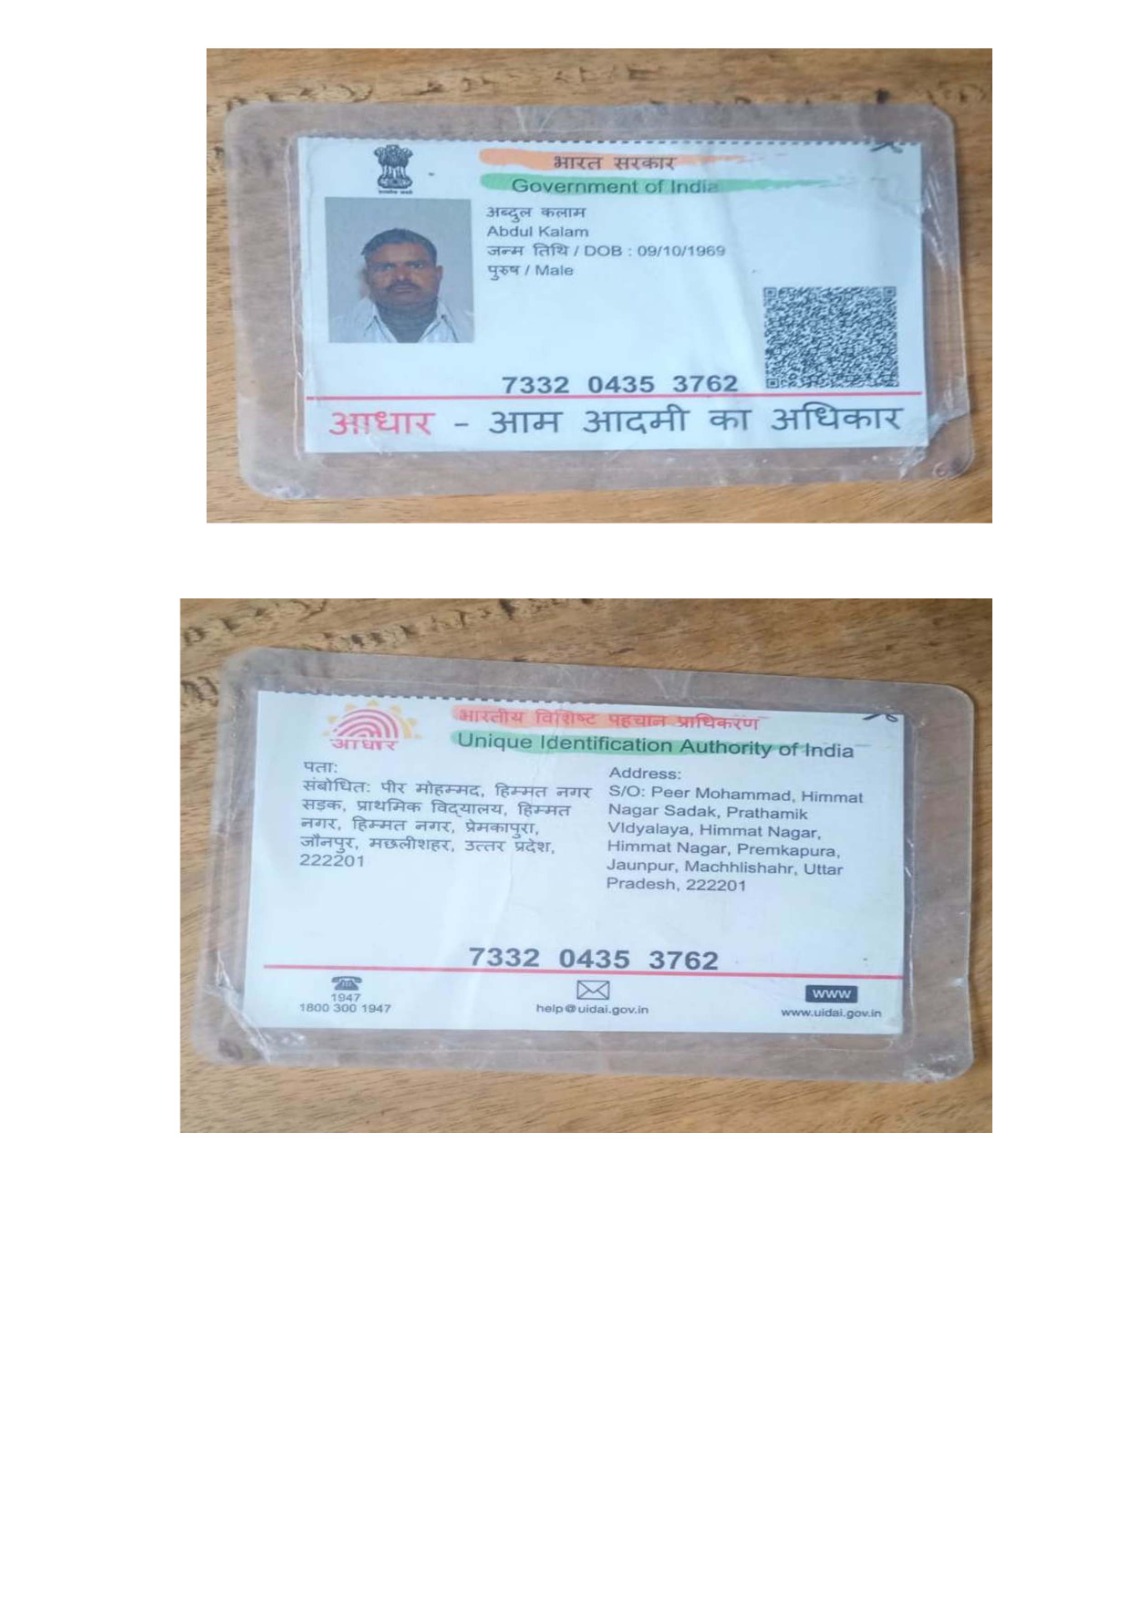 भारत सरकार
Government of India
अब्दुल कलाम
Abdul Kalam
जन्म तिथि / DOB : 09/10/1969
पुरुष / Male
7332 0435 3762
आधार - आम आदमी का अधिकार
भारतीय विशिष्ट पहचान प्राधिकरण
Unique Identification Authority of India
आधार
पता:
संबोधित: पीर मोहम्मद, हिम्मत नगर
सड़क, प्राथमिक विद्यालय, हिम्मत
नगर, हिम्मत नगर, प्रेमकापुरा,
जौनपुर, मछलीशहर, उत्तर प्रदेश,
222201
Address:
S/O: Peer Mohammad, Himmat
Nagar Sadak, Prathamik
VIdyalaya, Himmat Nagar,
Himmat Nagar, Premkapura,
Jaunpur, Machhlishahr, Uttar
Pradesh, 222201
7332 0435 3762
1947
1800 300 1947
help@uidai.gov.in
www
www.uidai.gov.in